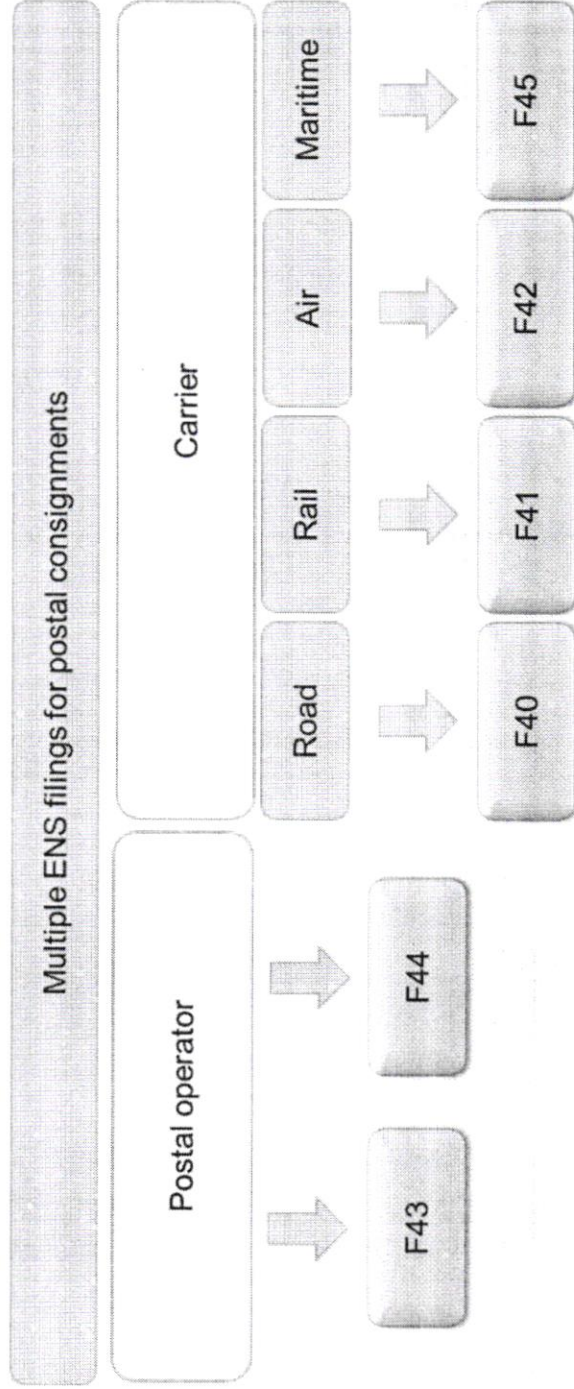 Multiple ENS filings for postal consignments
Postal operator
Carrier
Road
Rail
Air
Maritime
F43
F44
F40
F41
F42
F45